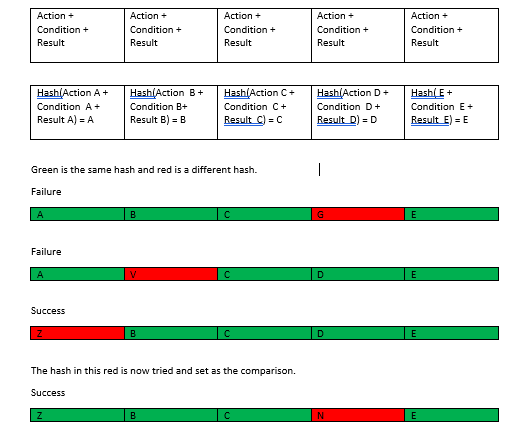 Action + Action + Action + Action + Action +
Condition + Condition + Condition + Condition + Condition +
Result Result Result Result Result
Hash(Action A + Hash(Action B + Hash(Action C + Hash(Action D + Hash( E +
Condition A + Condition B+ Condition C + Condition D + Condition E +
Result A) = A Result B) = B Result C) = C Result D) = D Result E) = E
Green is the same hash and red is a different hash.
Failure
A B C G E
Failure
A V C D E
Success
Z B C D E
The hash in this red is now tried and set as the comparison.
Success
Z B C N E